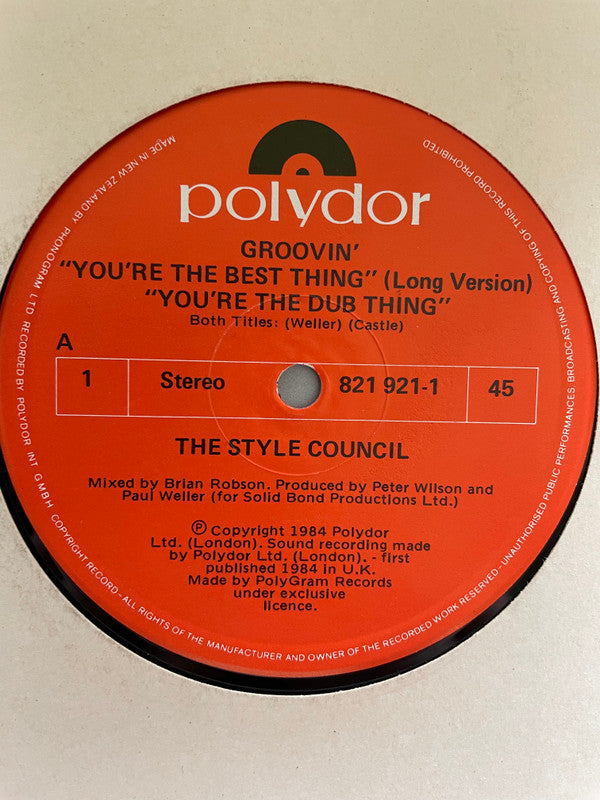 polydor
GROOVIN'
"YOU'RE THE BEST THING" (Long Version)
"YOU'RE THE DUB THING"
Both Titles: (Weller) (Castle)
A
1 Stereo 821 921-1 45
THE STYLE COUNCIL
Mixed by Brian Robson. Produced by Peter Wilson and
Paul Weller (for Solid Bond Productions Ltd.)
Ⓟ Copyright 1984 Polydor
Ltd. (London). Sound recording made
by Polydor Ltd. (London). - first
published 1984 in U.K.
Made by PolyGram Records
under exclusive
licence.
MADE IN NEW ZEALAND BY PHONOGRAM LTD RECORDED BY POLYDOR INT GMBH COPYRIGHT RECORD - ALL RIGHTS OF THE MANUFACTURER AND OWNER OF THE RECORDED WORK RESERVED - UNAUTHORISED PUBLIC PERFORMANCES. BROADCASTING AND COPYING OF THIS RECORD PROHIBITED